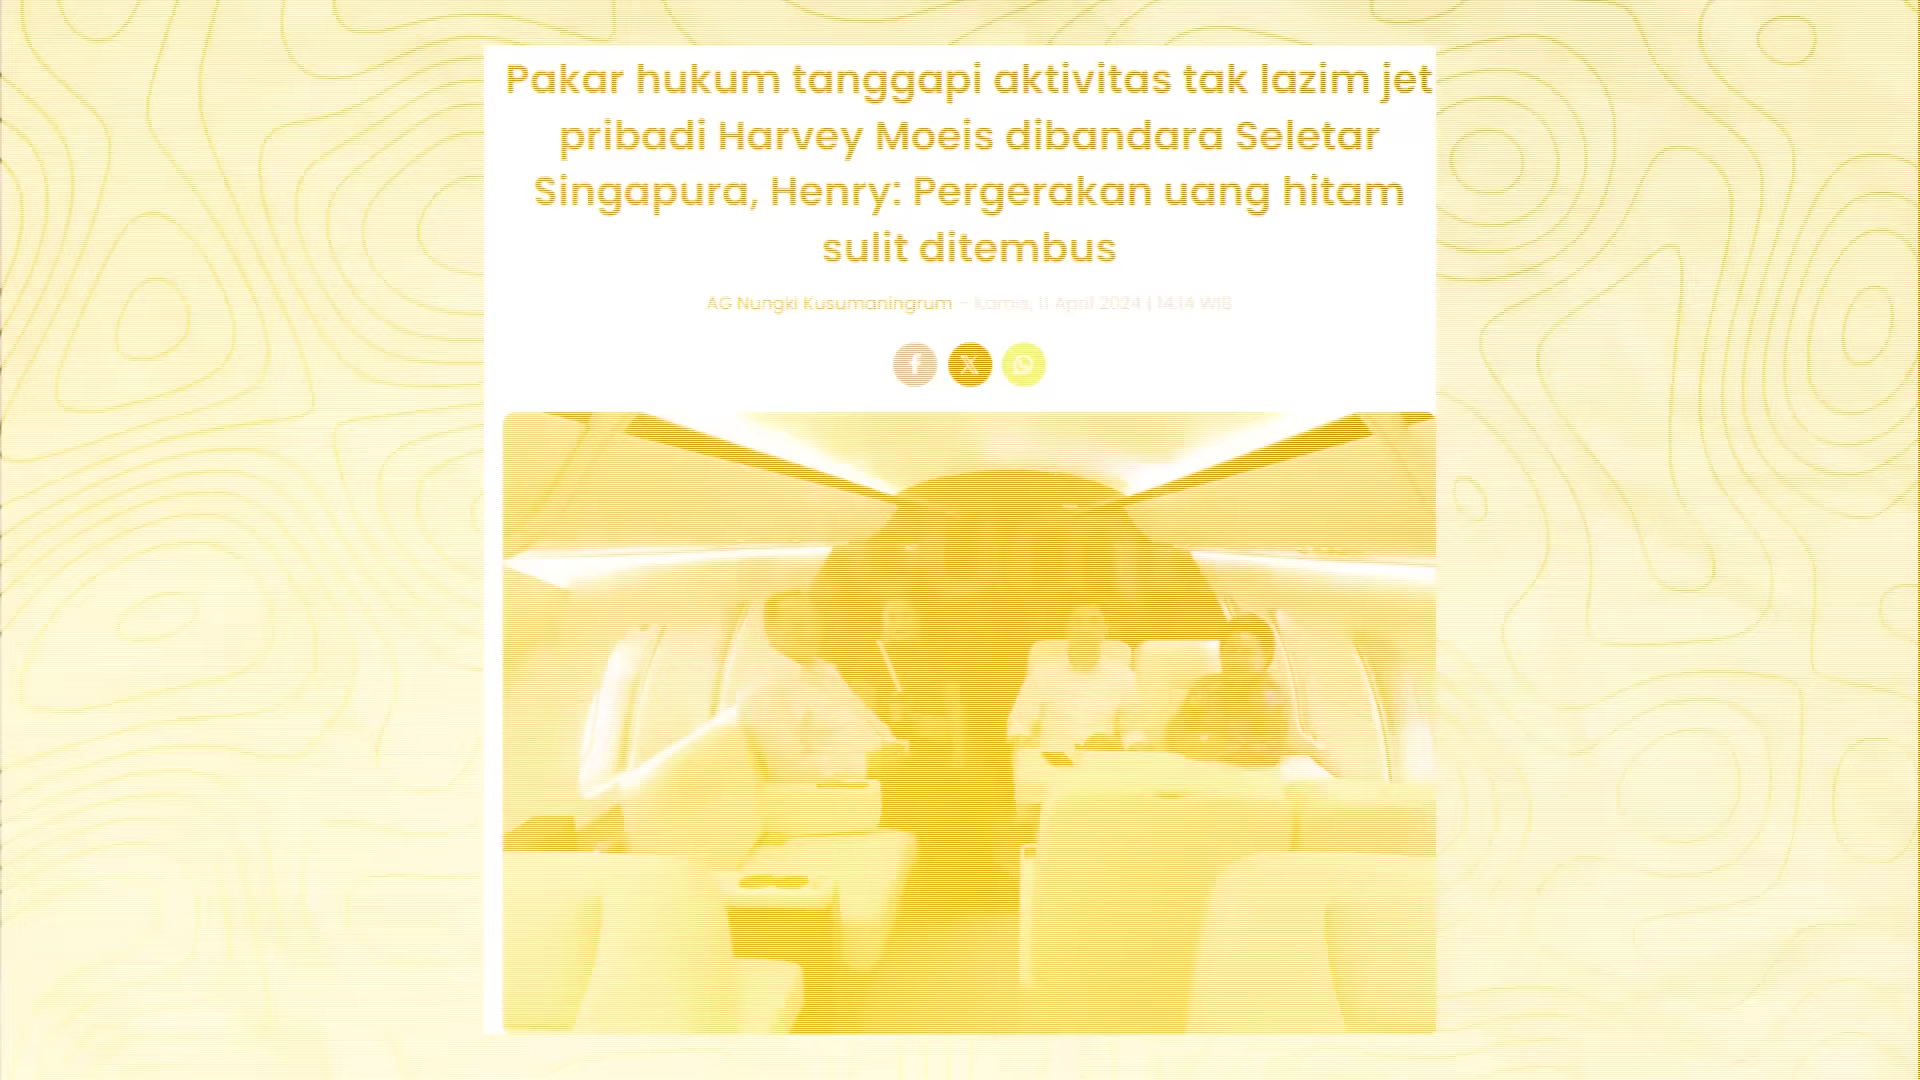 Pakar hukum tanggapi aktivitas tak lazim jet
pribadi Harvey Moeis dibandara Seletar
Singapura, Henry: Pergerakan uang hitam
sulit ditembus
AG Nungki Kusumaningrum - Kamis, 11 April 2024 | 14:14 WIB